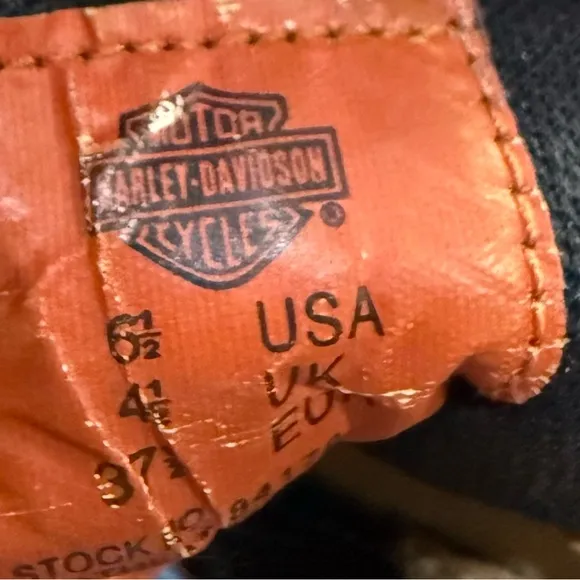 MOTOR
HARLEY-DAVIDSON
CYCLES
®
6½ USA
4½ UK
37½ EUR
STOCK NO.